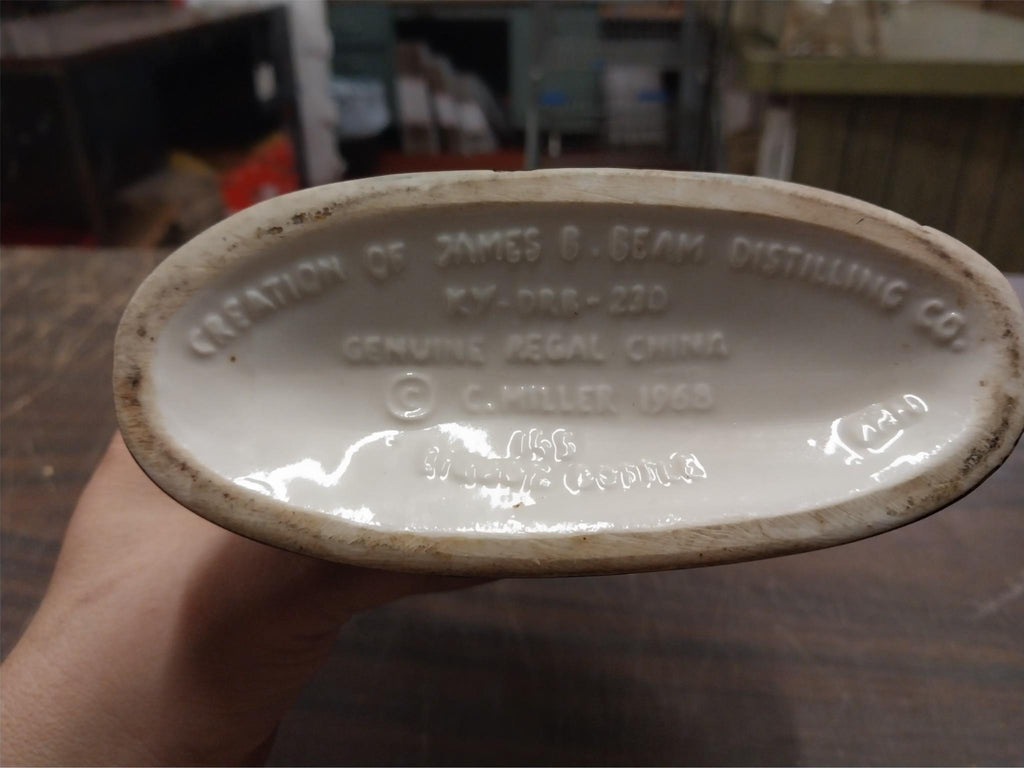 CREATION OF JAMES B. BEAM DISTILLING CO.
KY-DRB-230
GENUINE REGAL CHINA
© C. MILLER 1968